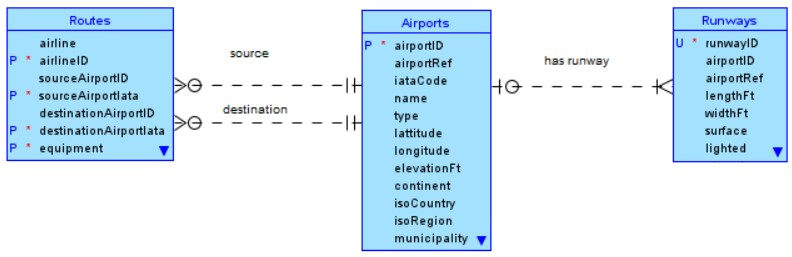 Routes
airline
P * airlineID
sourceAirportID
P * sourceAirportIata
destinationAirportID
P * destinationAirportIata
P * equipment
source
destination
Airports
P * airportID
airportRef
iataCode
name
type
lattitude
longitude
elevationFt
continent
isoCountry
isoRegion
municipality
has runway
Runways
U * runwayID
airportID
airportRef
lengthFt
widthFt
surface
lighted